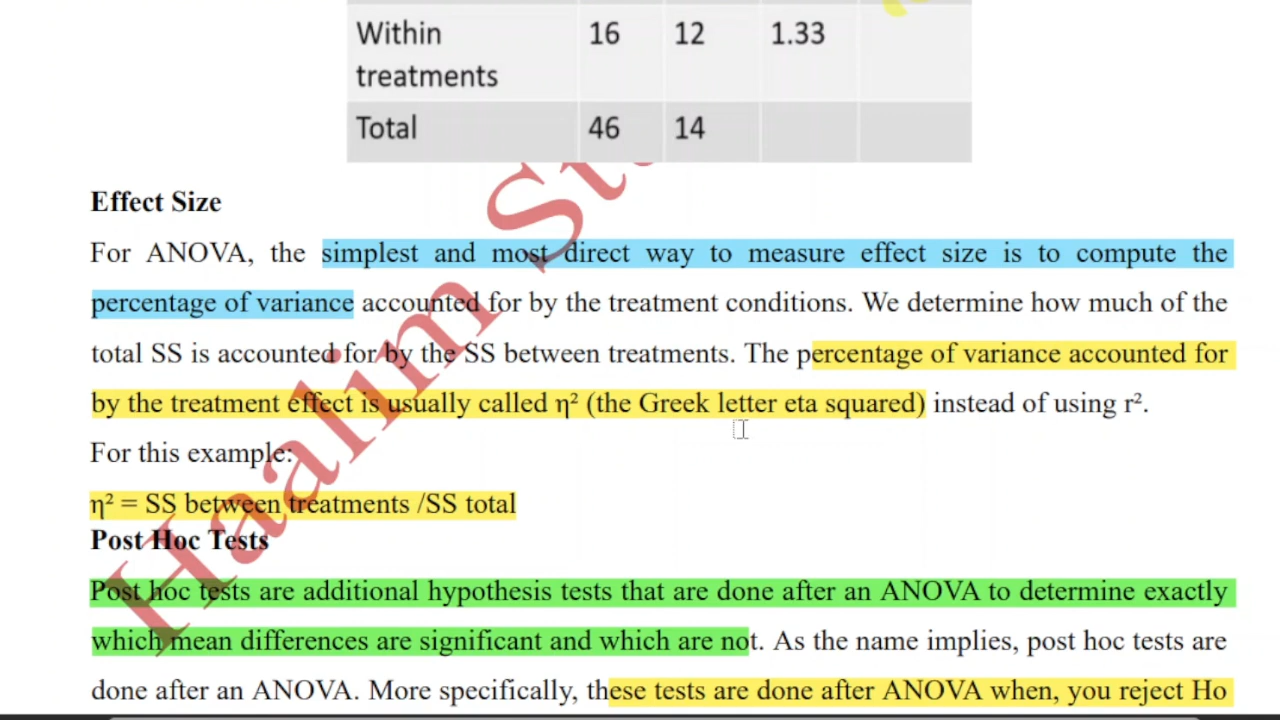 Within 16 12 1.33
treatments
Total 46 14
Effect Size
For ANOVA, the simplest and most direct way to measure effect size is to compute the
percentage of variance accounted for by the treatment conditions. We determine how much of the
total SS is accounted for by the SS between treatments. The percentage of variance accounted for
by the treatment effect is usually called η² (the Greek letter eta squared) instead of using r².
For this example:
η² = SS between treatments /SS total
Post Hoc Tests
Post hoc tests are additional hypothesis tests that are done after an ANOVA to determine exactly
which mean differences are significant and which are not. As the name implies, post hoc tests are
done after an ANOVA. More specifically, these tests are done after ANOVA when, you reject Ho
Haalim